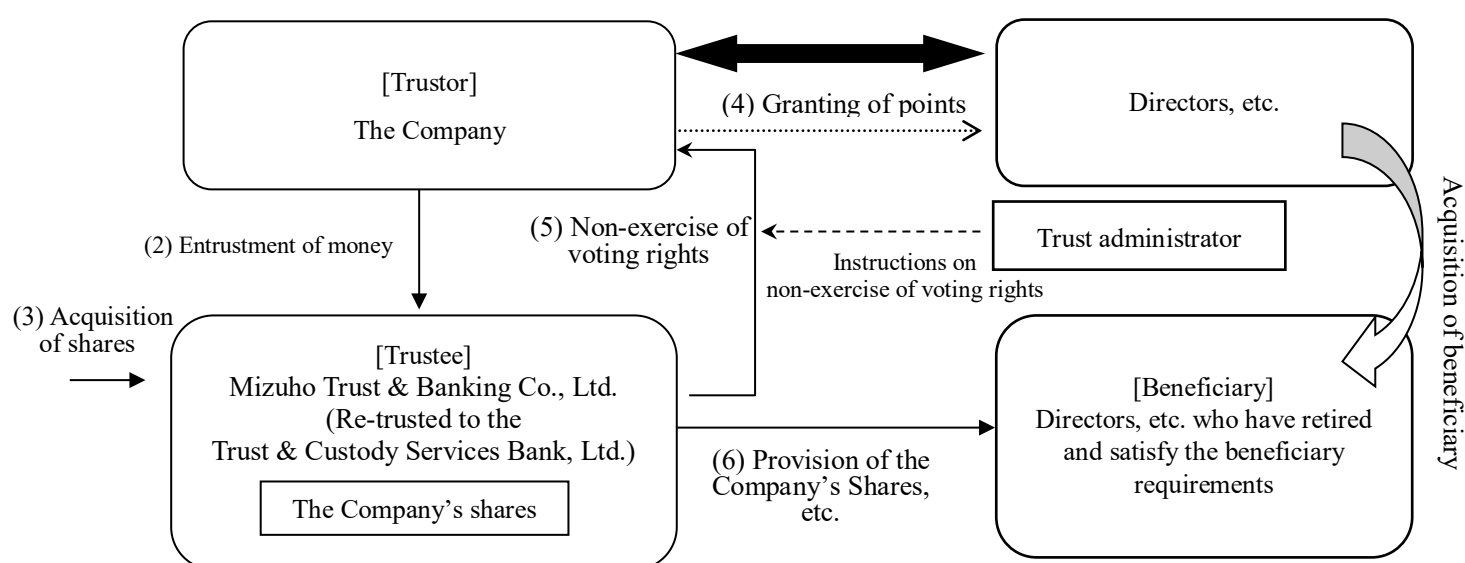 [Trustor]
The Company
(4) Granting of points
Directors, etc.
(2) Entrustment of money
(5) Non-exercise of
voting rights
Trust administrator
Instructions on
non-exercise of voting rights
Acquisition of beneficiary
(3) Acquisition
of shares
[Trustee]
Mizuho Trust & Banking Co., Ltd.
(Re-trusted to the
Trust & Custody Services Bank, Ltd.)
The Company’s shares
(6) Provision of the
Company’s Shares,
etc.
[Beneficiary]
Directors, etc. who have retired
and satisfy the beneficiary
requirements